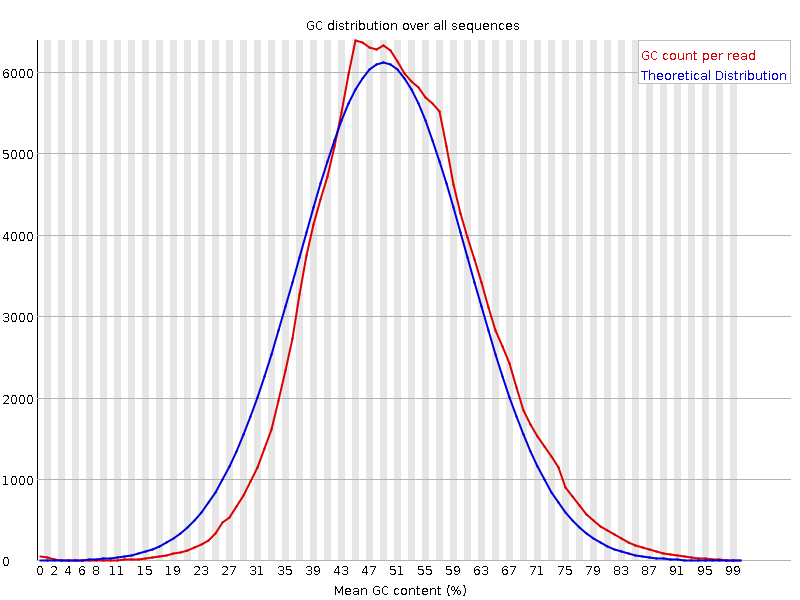 GC distribution over all sequences
GC count per read
Theoretical Distribution
6000
5000
4000
3000
2000
1000
0
0 2 4 6 8 11 15 19 23 27 31 35 39 43 47 51 55 59 63 67 71 75 79 83 87 91 95 99
Mean GC content (%)